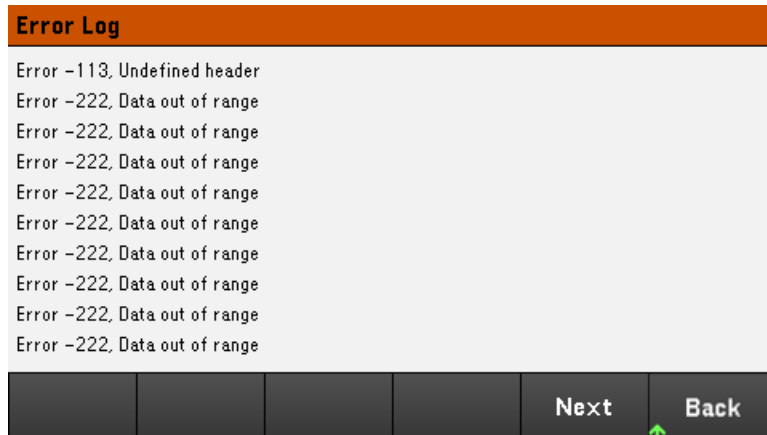 Error Log
Error -113, Undefined header
Error -222, Data out of range
Error -222, Data out of range
Error -222, Data out of range
Error -222, Data out of range
Error -222, Data out of range
Error -222, Data out of range
Error -222, Data out of range
Error -222, Data out of range
Error -222, Data out of range
Next
Back